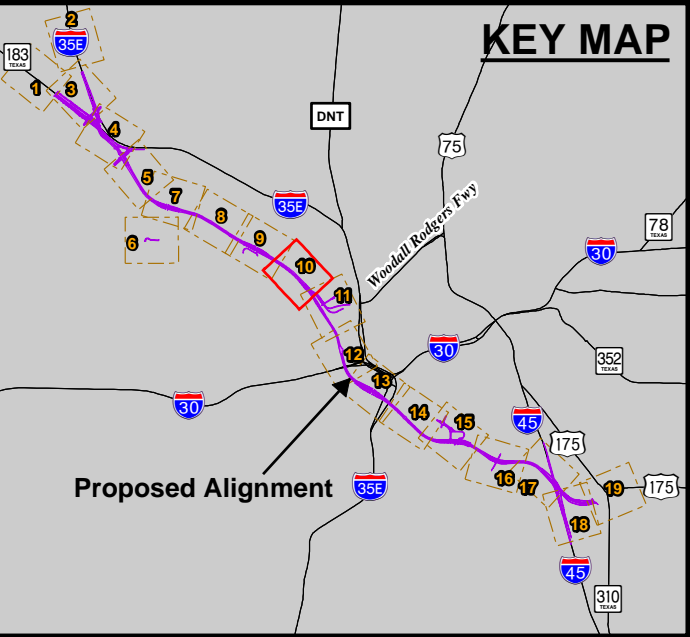 KEY MAP
2
35E
183
TEXAS
1
3
4
DNT
75
5
7
35E
Woodall Rodgers Fwy
78
TEXAS
8
6
9
30
10
11
12
30
352
TEXAS
13
30
14
15
45
175
Proposed Alignment
35E
16
17
19
175
18
45
310
TEXAS